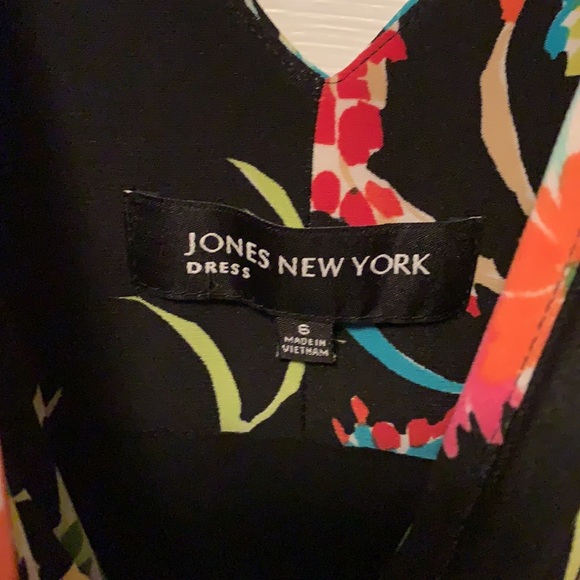 JONES NEW YORK
DRESS
6
MADE IN
VIETNAM